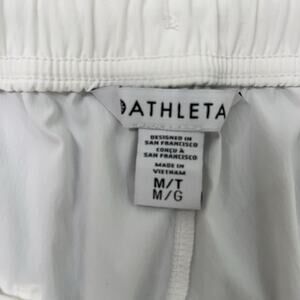 ATHLETA
DESIGNED IN
SAN FRANCISCO
CONÇU À
SAN FRANCISCO
MADE IN
VIETNAM
M/T
M/G